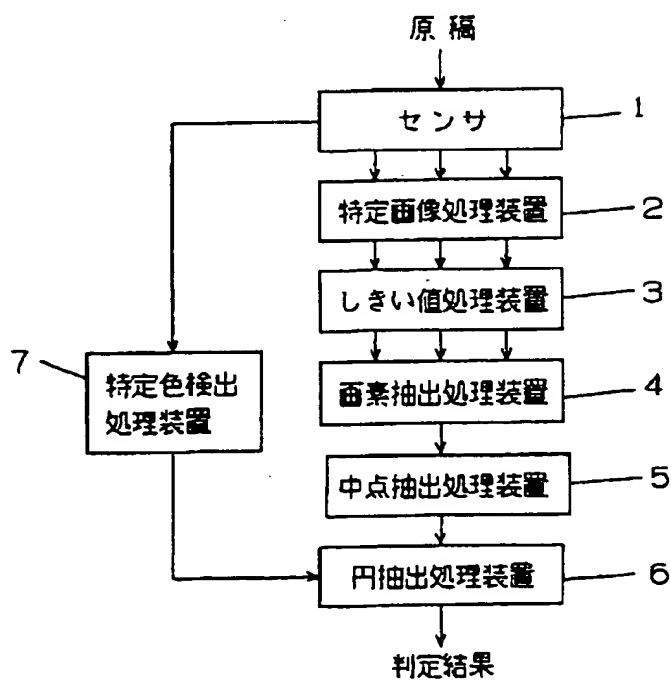 原稿
センサ
1
特定画像処理装置
2
しきい値処理装置
3
7
特定色検出
処理装置
画素抽出処理装置
4
中点抽出処理装置
5
円抽出処理装置
6
判定結果